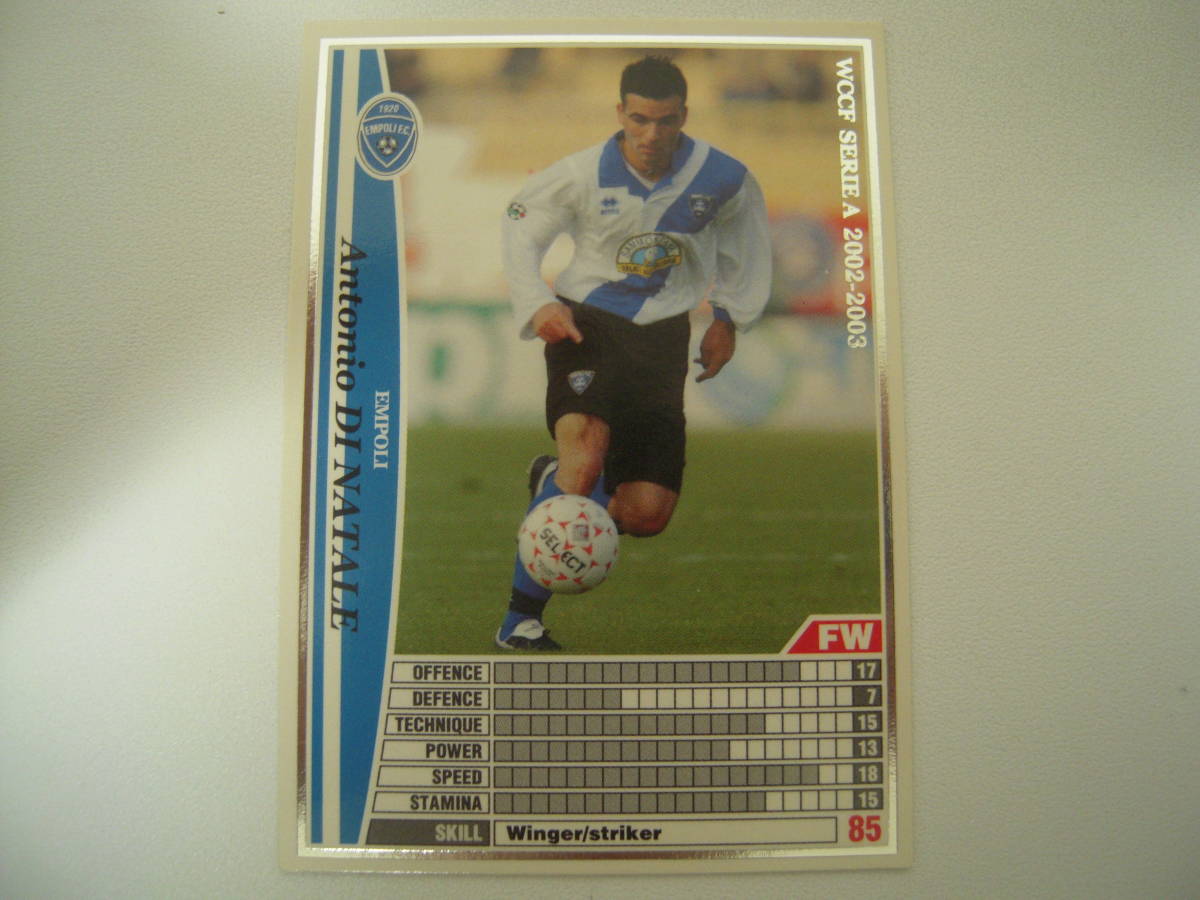 WCCF SERIE A 2002-2003
1920
EMPOLI F.C.
EMPOLI
Antonio DI NATALE
SELECT
FW
OFFENCE 17
DEFENCE 7
TECHNIQUE 15
POWER 13
SPEED 18
STAMINA 15
SKILL Winger/striker 85